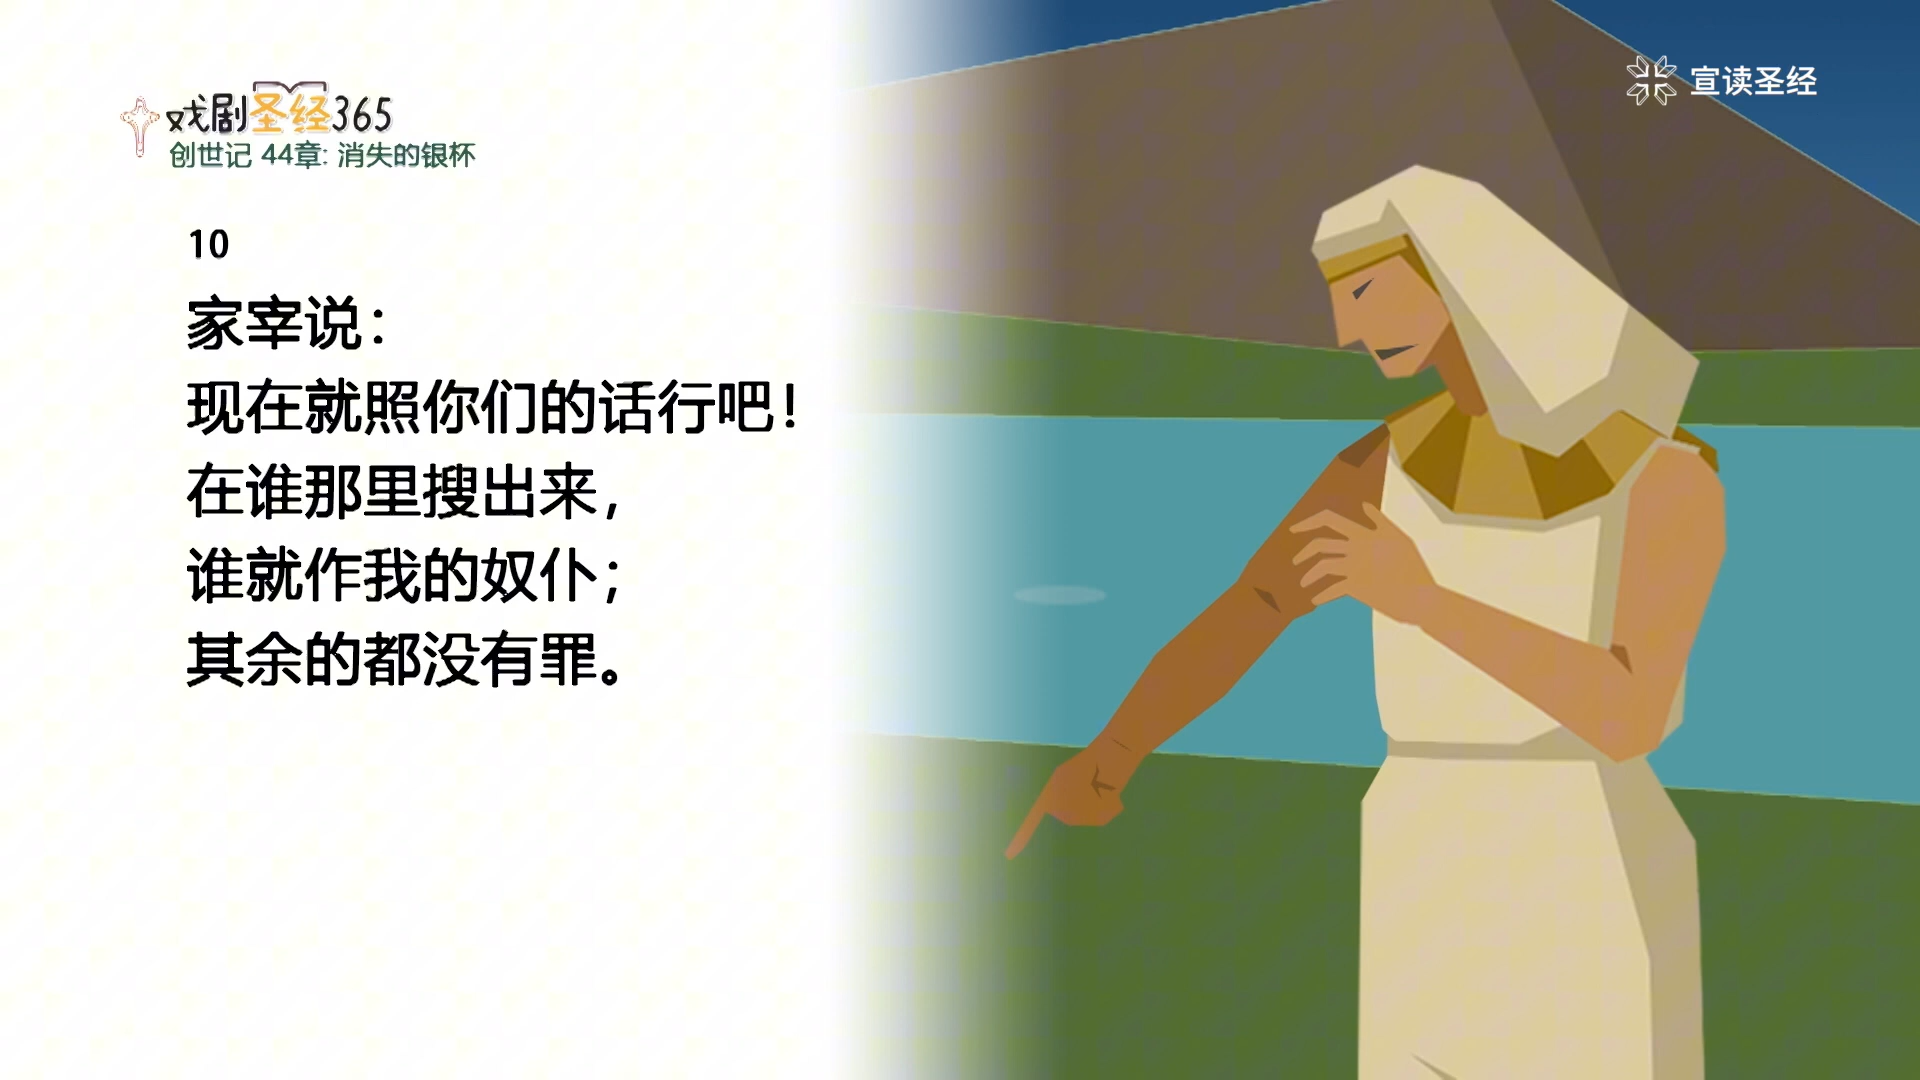 戏剧圣经365
创世记 44章: 消失的银杯
宣读圣经
10
家宰说：
现在就照你们的话行吧！
在谁那里搜出来，
谁就作我的奴仆；
其余的都没有罪。